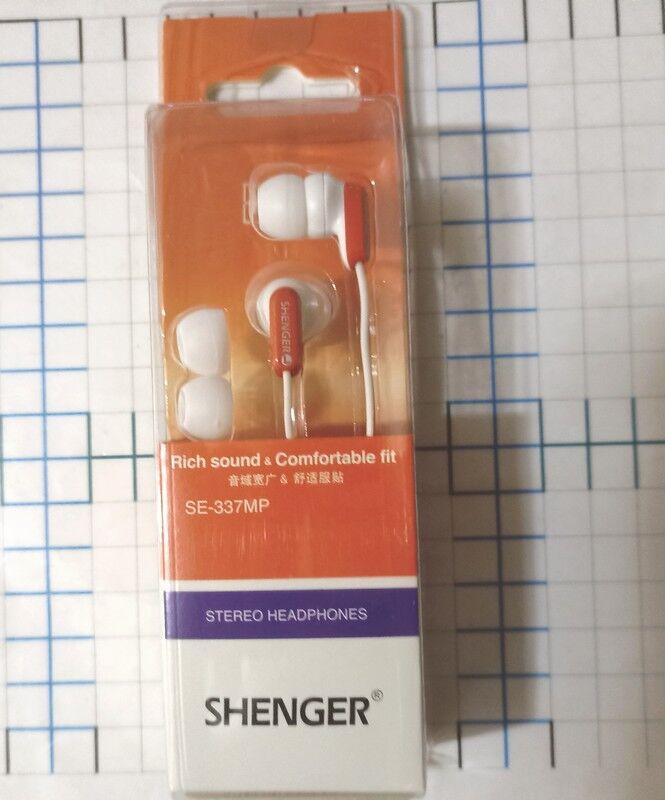 SHENGER L
Rich sound & Comfortable fit
音域宽广 & 舒适服贴
SE-337MP
STEREO HEADPHONES
SHENGER®